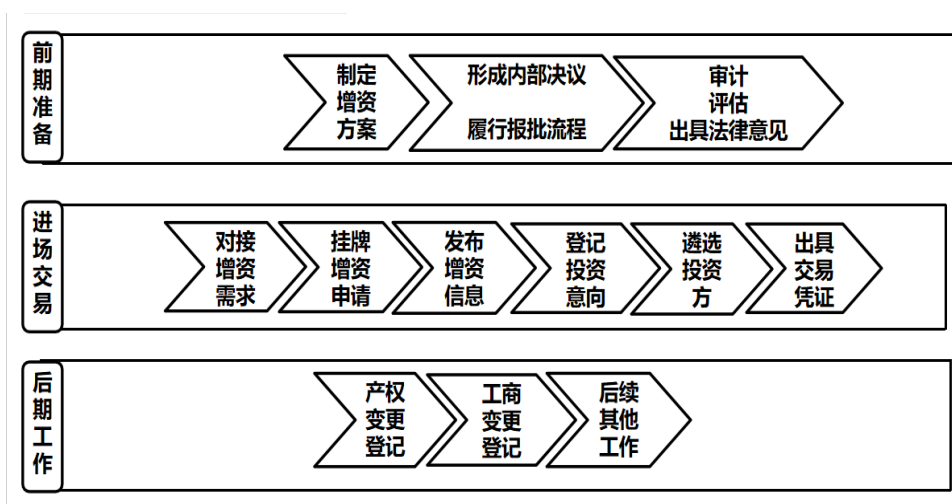 前期准备
制定
增资
方案
形成内部决议
履行报批流程
审计
评估
出具法律意见
进场交易
对接
增资
需求
挂牌
增资
申请
发布
增资
信息
登记
投资
意向
遴选
投资
方
出具
交易
凭证
后期工作
产权
变更
登记
工商
变更
登记
后续
其他
工作